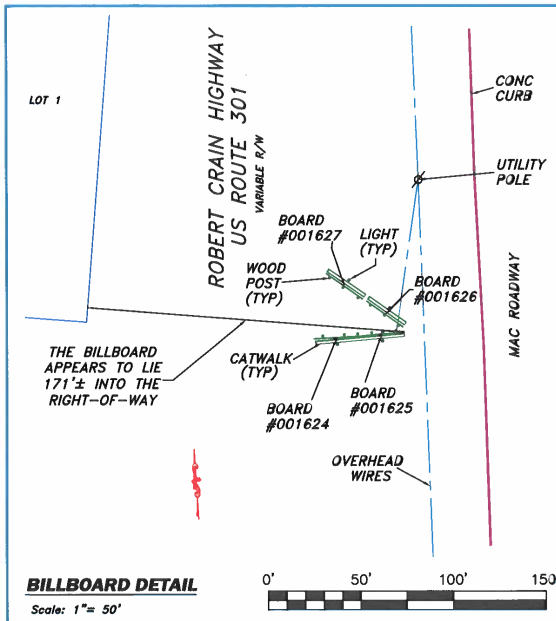 LOT 1
ROBERT CRAIN HIGHWAY
US ROUTE 301
VARIABLE R/W
CONC
CURB
UTILITY
POLE
BOARD
#001627
LIGHT
(TYP)
WOOD
POST
(TYP)
BOARD
#001626
MAC ROADWAY
THE BILLBOARD
APPEARS TO LIE
171'± INTO THE
RIGHT-OF-WAY
CATWALK
(TYP)
BOARD
#001624
BOARD
#001625
OVERHEAD
WIRES
BILLBOARD DETAIL
Scale: 1"= 50'
0' 50' 100' 150